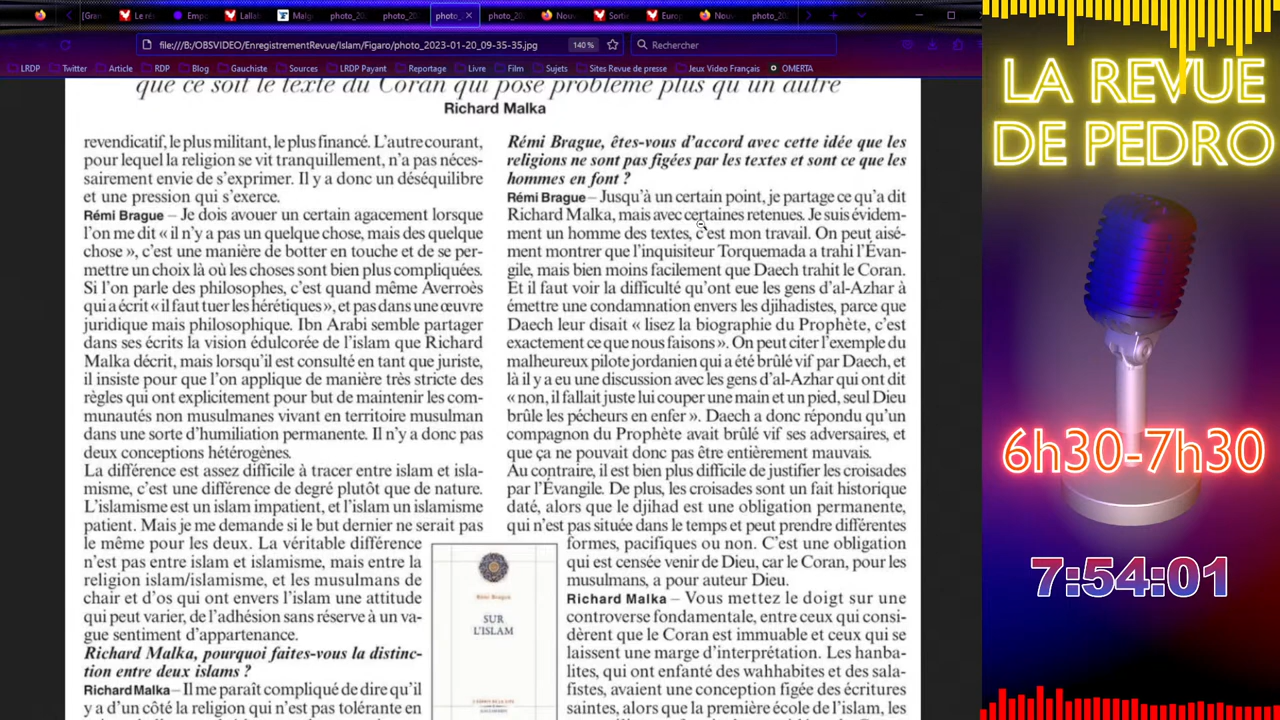 [Gran
Le ré
Empo
Lallab
Malg
photo_20
photo_20
photo_
photo_20
Nouv
Sortie
Europ
Nouv
photo_20
file:///B:/OBSVIDEO/EnregistrementRevue/Islam/Figaro/photo_2023-01-20_09-35-35.jpg
140 %
Rechercher
LRDP
Twitter
Article
RDP
Blog
Gauchiste
Sources
LRDP Payant
Reportage
Livre
Film
Sujets
Sites Revue de presse
Jeux Video Français
OMERTA
que ce soit le texte du Coran qui pose problème plus qu'un autre
Richard Malka
revendicatif, le plus militant, le plus financé. L'autre courant,
pour lequel la religion se vit tranquillement, n'a pas néces-
sairement envie de s'exprimer. Il y a donc un déséquilibre
et une pression qui s'exerce.
Rémi Brague – Je dois avouer un certain agacement lorsque
l'on me dit « il n'y a pas un quelque chose, mais des quelque
chose », c'est une manière de botter en touche et de se per-
mettre un choix là où les choses sont bien plus compliquées.
Si l'on parle des philosophes, c'est quand même Averroès
qui a écrit « il faut tuer les hérétiques », et pas dans une œuvre
juridique mais philosophique. Ibn Arabi semble partager
dans ses écrits la vision édulcorée de l'islam que Richard
Malka décrit, mais lorsqu'il est consulté en tant que juriste,
il insiste pour que l'on applique de manière très stricte des
règles qui ont explicitement pour but de maintenir les com-
munautés non musulmanes vivant en territoire musulman
dans une sorte d'humiliation permanente. Il n'y a donc pas
deux conceptions hétérogènes.
La différence est assez difficile à tracer entre islam et isla-
misme, c'est une différence de degré plutôt que de nature.
L'islamisme est un islam impatient, et l'islam un islamisme
patient. Mais je me demande si le but dernier ne serait pas
le même pour les deux. La véritable différence
n'est pas entre islam et islamisme, mais entre la
religion islam/islamisme, et les musulmans de
chair et d'os qui ont envers l'islam une attitude
qui peut varier, de l'adhésion sans réserve à un va-
gue sentiment d'appartenance.
Richard Malka, pourquoi faites-vous la distinc-
tion entre deux islams ?
Richard Malka – Il me paraît compliqué de dire qu'il
y a d'un côté la religion qui n'est pas tolérante en
Rémi Brague
SUR
L'ISLAM
Rémi Brague, êtes-vous d'accord avec cette idée que les
religions ne sont pas figées par les textes et sont ce que les
hommes en font ?
Rémi Brague – Jusqu'à un certain point, je partage ce qu'a dit
Richard Malka, mais avec certaines retenues. Je suis évidem-
ment un homme des textes, c'est mon travail. On peut aisé-
ment montrer que l'inquisiteur Torquemada a trahi l'Évan-
gile, mais bien moins facilement que Daech trahit le Coran.
Et il faut voir la difficulté qu'ont eue les gens d'al-Azhar à
émettre une condamnation envers les djihadistes, parce que
Daech leur disait « lisez la biographie du Prophète, c'est
exactement ce que nous faisons ». On peut citer l'exemple du
malheureux pilote jordanien qui a été brûlé vif par Daech, et
là il y a eu une discussion avec les gens d'al-Azhar qui ont dit
« non, il fallait juste lui couper une main et un pied, seul Dieu
brûle les pécheurs en enfer ». Daech a donc répondu qu'un
compagnon du Prophète avait brûlé vif ses adversaires, et
que ça ne pouvait donc pas être entièrement mauvais.
Au contraire, il est bien plus difficile de justifier les croisades
par l'Évangile. De plus, les croisades sont un fait historique
daté, alors que le djihad est une obligation permanente,
qui n'est pas située dans le temps et peut prendre différentes
formes, pacifiques ou non. C'est une obligation
qui est censée venir de Dieu, car le Coran, pour les
musulmans, a pour auteur Dieu.
Richard Malka – Vous mettez le doigt sur une
controverse fondamentale, entre ceux qui consi-
dèrent que le Coran est immuable et ceux qui se
laissent une marge d'interprétation. Les hanba-
lites, qui ont enfanté des wahhabites et des sala-
fistes, avaient une conception figée des écritures
saintes, alors que la première école de l'islam, les
LA REVUE
DE PEDRO
6h30-7h30
7:54:01